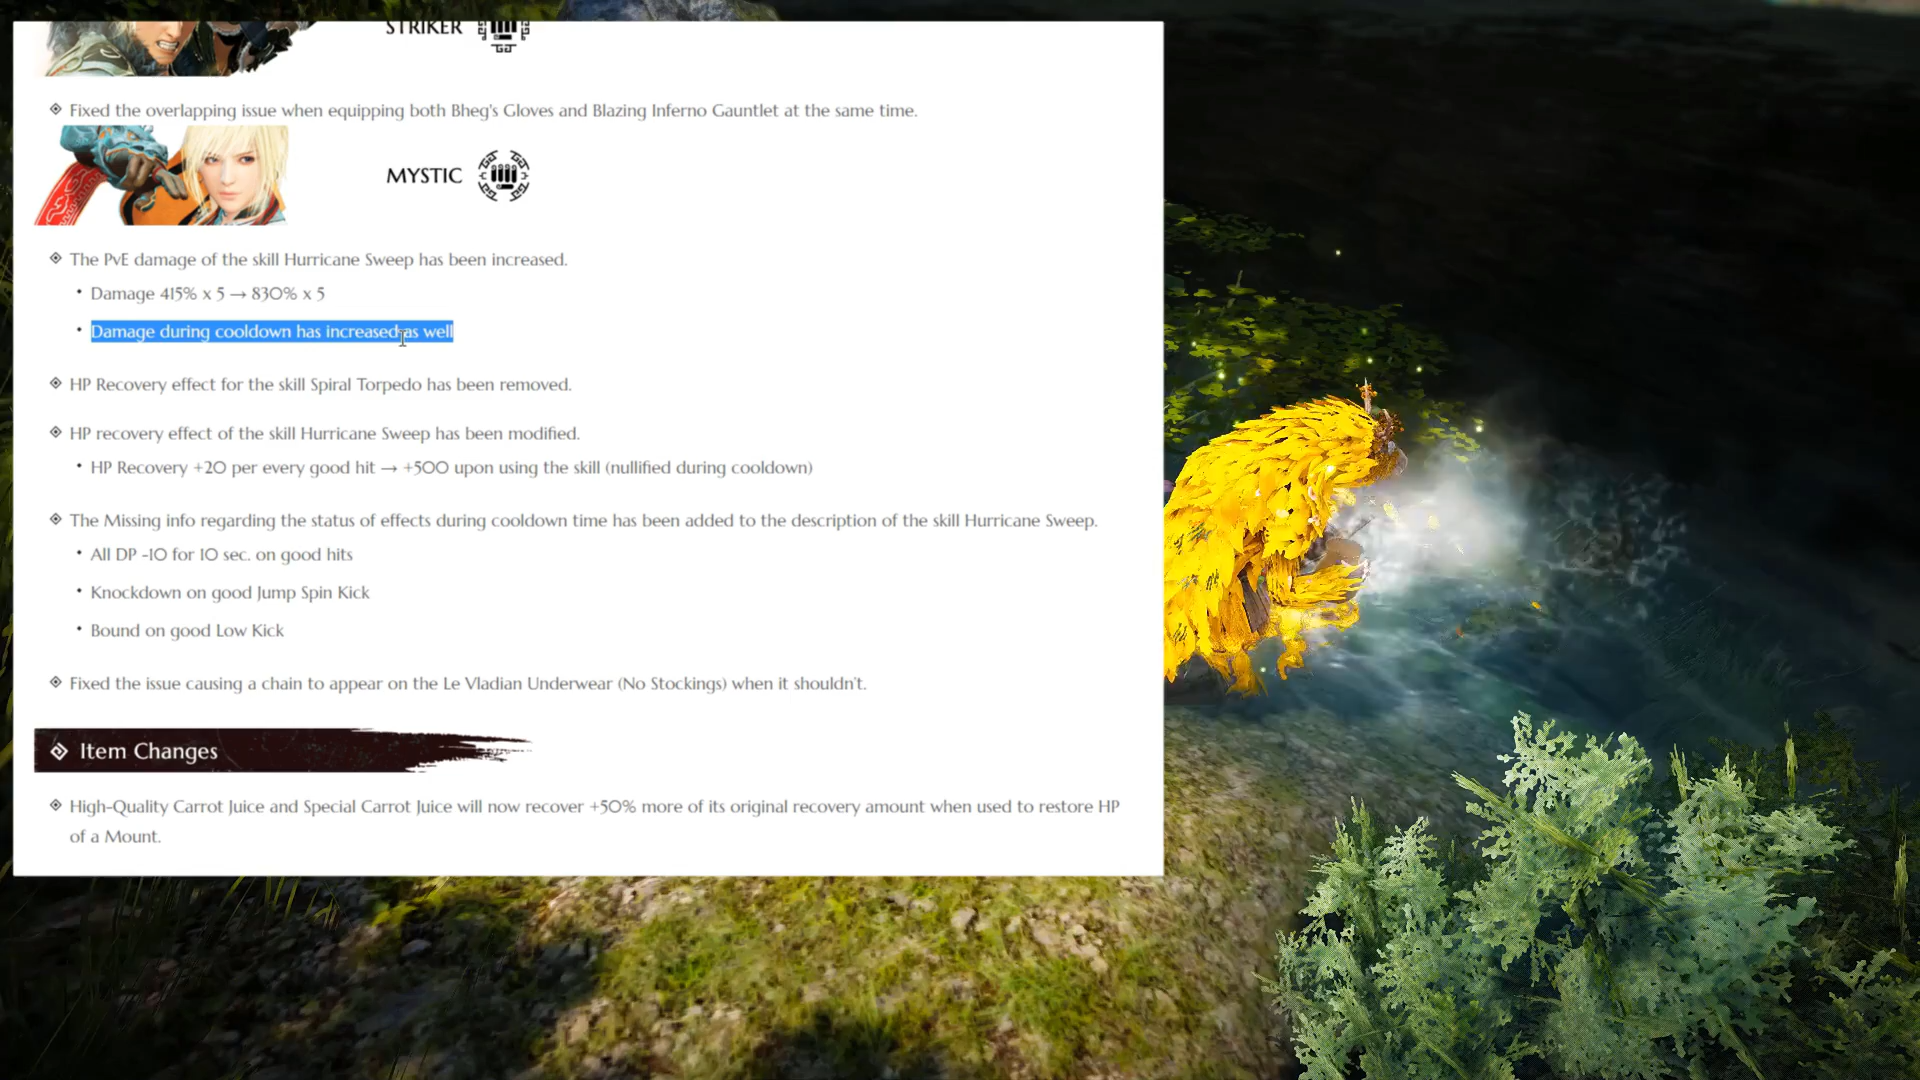 STRIKER
Fixed the overlapping issue when equipping both Bheg's Gloves and Blazing Inferno Gauntlet at the same time.
MYSTIC
The PvE damage of the skill Hurricane Sweep has been increased.
Damage 415% x 5 → 830% x 5
Damage during cooldown has increased as well
HP Recovery effect for the skill Spiral Torpedo has been removed.
HP recovery effect of the skill Hurricane Sweep has been modified.
HP Recovery +20 per every good hit → +500 upon using the skill (nullified during cooldown)
The Missing info regarding the status of effects during cooldown time has been added to the description of the skill Hurricane Sweep.
All DP -10 for 10 sec. on good hits
Knockdown on good Jump Spin Kick
Bound on good Low Kick
Fixed the issue causing a chain to appear on the Le Vladian Underwear (No Stockings) when it shouldn't.
Item Changes
High-Quality Carrot Juice and Special Carrot Juice will now recover +50% more of its original recovery amount when used to restore HP
of a Mount.